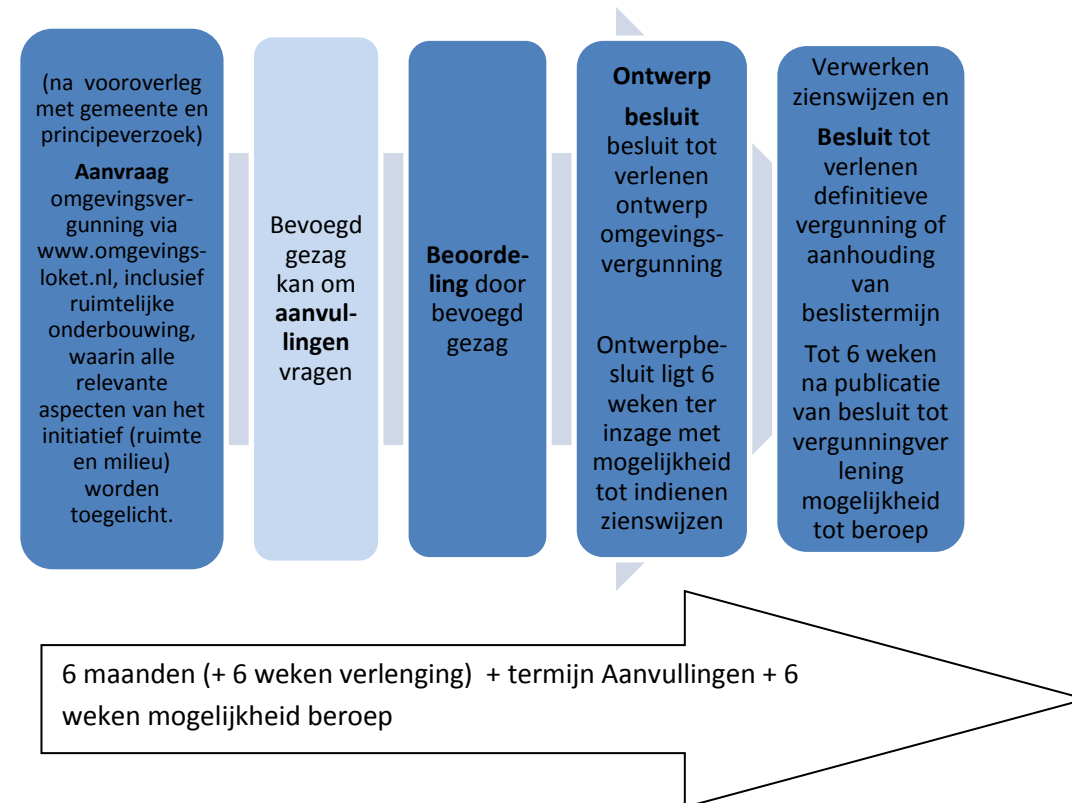 (na vooroverleg
met gemeente en
principeverzoek)
Aanvraag
omgevingsver-
gunning via
www.omgevings-
loket.nl, inclusief
ruimtelijke
onderbouwing,
waarin alle
relevante
aspecten van het
initiatief (ruimte
en milieu)
worden
toegelicht.
Bevoegd
gezag
kan om
aanvul-
lingen
vragen
Beoorde-
ling door
bevoegd
gezag
Ontwerp
besluit
besluit tot
verlenen
ontwerp
omgevings-
vergunning
Ontwerpbe-
sluit ligt 6
weken ter
inzage met
mogelijkheid
tot indienen
zienswijzen
Verwerken
zienswijzen en
Besluit tot
verlenen
definitieve
vergunning of
aanhouding
van
beslistermijn
Tot 6 weken
na publicatie
van besluit tot
vergunningver
lening
mogelijkheid
tot beroep
6 maanden (+ 6 weken verlenging) + termijn Aanvullingen + 6
weken mogelijkheid beroep